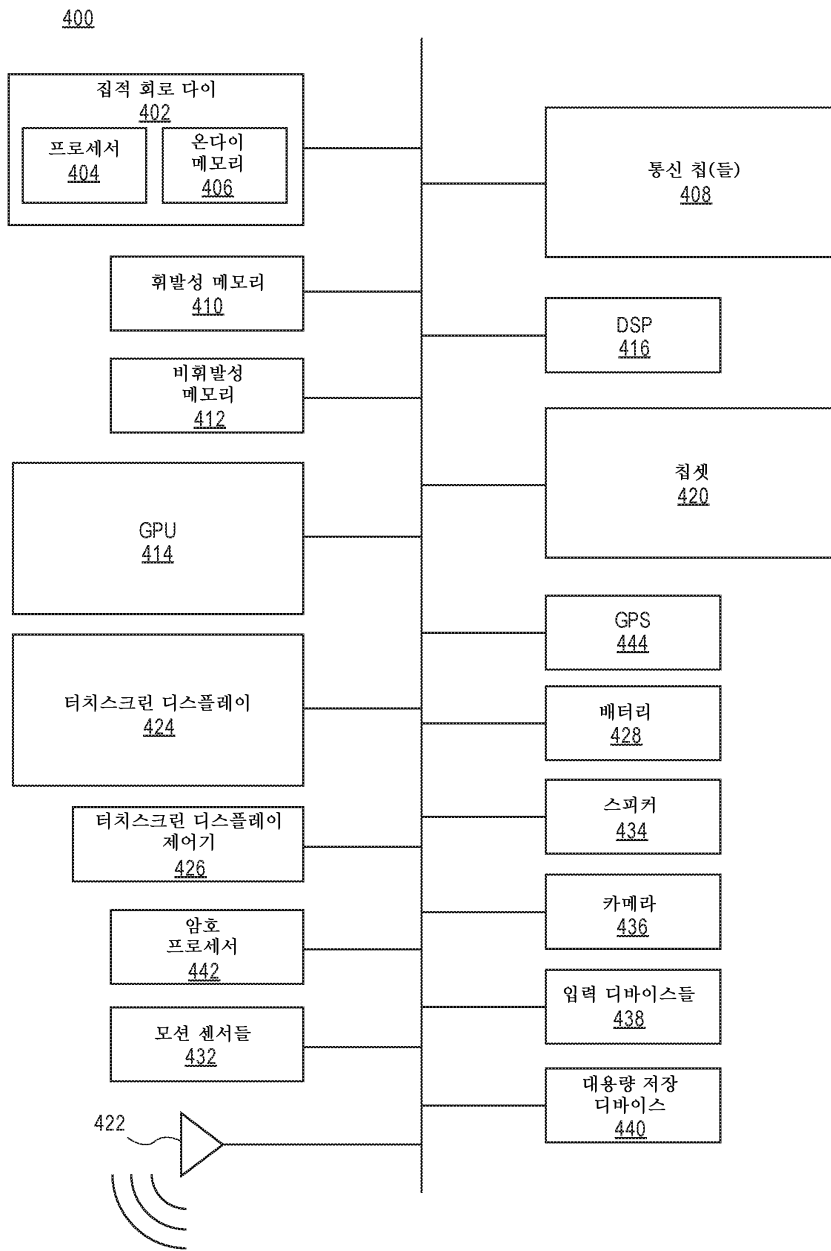 400
집적 회로 다이
402
프로세서
404
온다이
메모리
406
휘발성 메모리
410
비휘발성
메모리
412
GPU
414
터치스크린 디스플레이
424
터치스크린 디스플레이
제어기
426
암호
프로세서
442
모션 센서들
432
422
통신 칩(들)
408
DSP
416
칩셋
420
GPS
444
배터리
428
스피커
434
카메라
436
입력 디바이스들
438
대용량 저장
디바이스
440